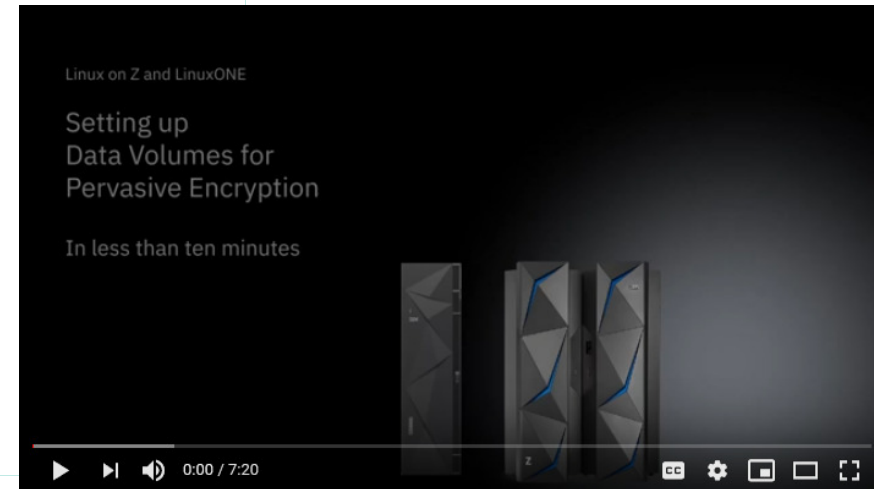 Linux on Z and LinuxONE
Setting up
Data Volumes for
Pervasive Encryption
In less than ten minutes
Z
0:00 / 7:20
CC